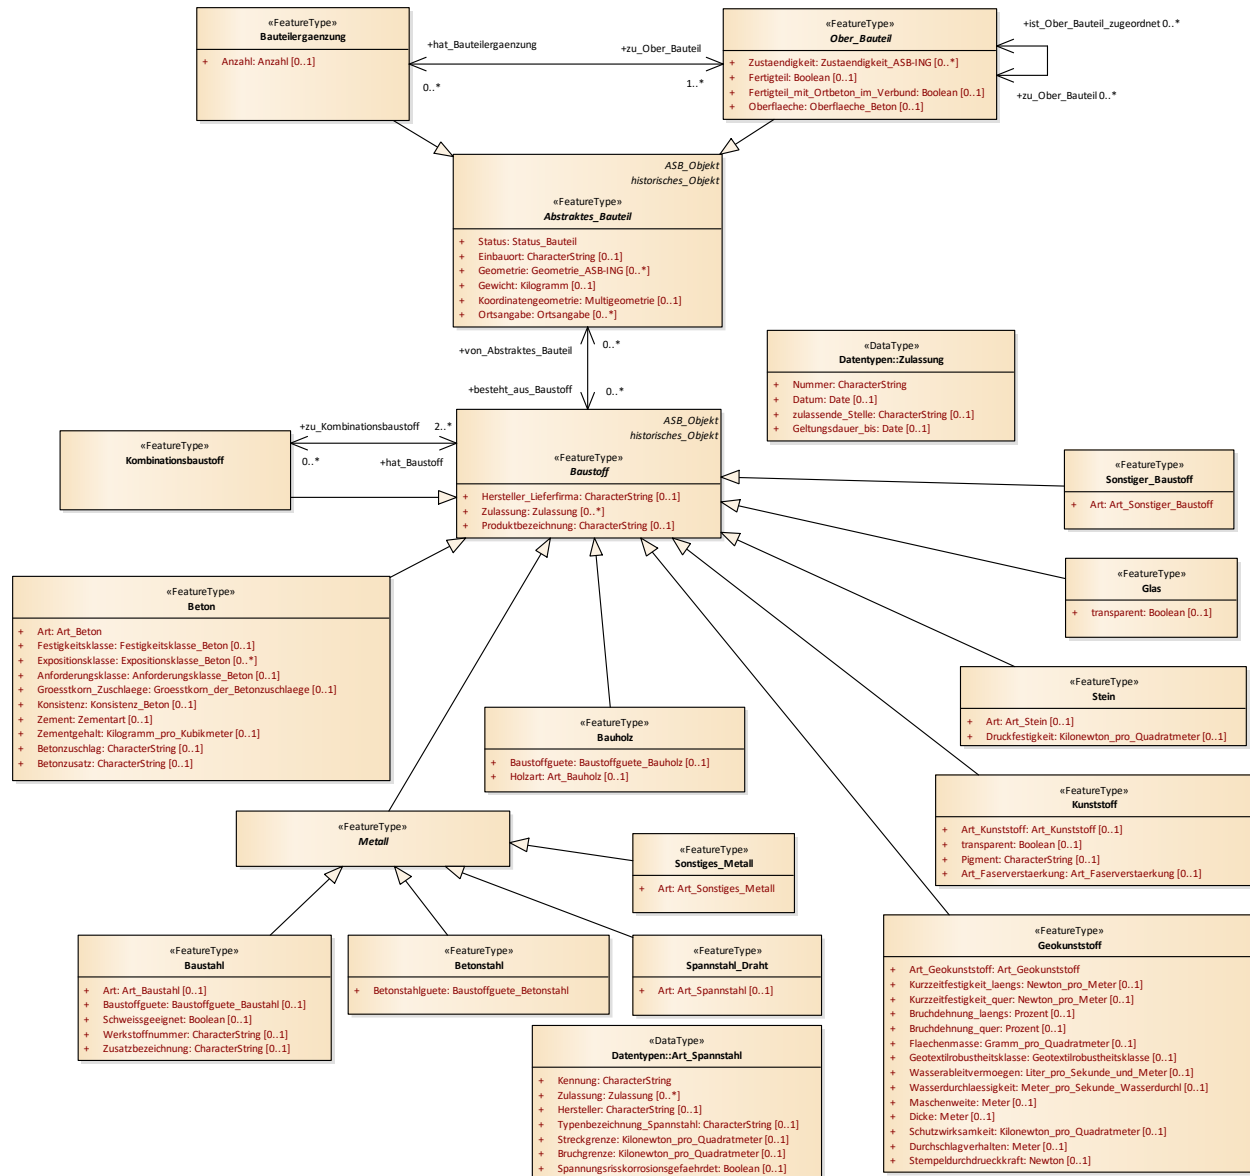 «FeatureType»
Bauteilergaenzung
+ Anzahl: Anzahl [0..1]
+hat_Bauteilergaenzung
0..*
+zu_Ober_Bauteil
1..*
«FeatureType»
Ober_Bauteil
+ Zustaendigkeit: Zustaendigkeit_ASB-ING [0..*]
+ Fertigteil: Boolean [0..1]
+ Fertigteil_mit_Ortbeton_im_Verbund: Boolean [0..1]
+ Oberflaeche: Oberflaeche_Beton [0..1]
+ist_Ober_Bauteil_zugeordnet 0..*
+zu_Ober_Bauteil 0..*
ASB_Objekt
historisches_Objekt
«FeatureType»
Abstraktes_Bauteil
+ Status: Status_Bauteil
+ Einbauort: CharacterString [0..1]
+ Geometrie: Geometrie_ASB-ING [0..*]
+ Gewicht: Kilogramm [0..1]
+ Koordinatengeometrie: Multigeometrie [0..1]
+ Ortsangabe: Ortsangabe [0..*]
+von_Abstraktes_Bauteil
0..*
+besteht_aus_Baustoff
0..*
«DataType»
Datentypen::Zulassung
+ Nummer: CharacterString
+ Datum: Date [0..1]
+ zulassende_Stelle: CharacterString [0..1]
+ Geltungsdauer_bis: Date [0..1]
«FeatureType»
Kombinationsbaustoff
+zu_Kombinationsbaustoff
2..*
0..*
+hat_Baustoff
ASB_Objekt
historisches_Objekt
«FeatureType»
Baustoff
+ Hersteller_Lieferfirma: CharacterString [0..1]
+ Zulassung: Zulassung [0..*]
+ Produktbezeichnung: CharacterString [0..1]
«FeatureType»
Sonstiger_Baustoff
+ Art: Art_Sonstiger_Baustoff
«FeatureType»
Glas
+ transparent: Boolean [0..1]
«FeatureType»
Beton
+ Art: Art_Beton
+ Festigkeitsklasse: Festigkeitsklasse_Beton [0..1]
+ Expositionsklasse: Expositionsklasse_Beton [0..*]
+ Anforderungsklasse: Anforderungsklasse_Beton [0..1]
+ Groesstkorn_Zuschlaege: Groesstkorn_der_Betonzuschlaege [0..1]
+ Konsistenz: Konsistenz_Beton [0..1]
+ Zement: Zementart [0..1]
+ Zementgehalt: Kilogramm_pro_Kubikmeter [0..1]
+ Betonzuschlag: CharacterString [0..1]
+ Betonzusatz: CharacterString [0..1]
«FeatureType»
Stein
+ Art: Art_Stein [0..1]
+ Druckfestigkeit: Kilonewton_pro_Quadratmeter [0..1]
«FeatureType»
Bauholz
+ Baustoffguete: Baustoffguete_Bauholz [0..1]
+ Holzart: Art_Bauholz [0..1]
«FeatureType»
Kunststoff
+ Art_Kunststoff: Art_Kunststoff [0..1]
+ transparent: Boolean [0..1]
+ Pigment: CharacterString [0..1]
+ Art_Faserverstaerkung: Art_Faserverstaerkung [0..1]
«FeatureType»
Metall
«FeatureType»
Sonstiges_Metall
+ Art: Art_Sonstiges_Metall
«FeatureType»
Baustahl
+ Art: Art_Baustahl [0..1]
+ Baustoffguete: Baustoffguete_Baustahl [0..1]
+ Schweissgeeignet: Boolean [0..1]
+ Werkstoffnummer: CharacterString [0..1]
+ Zusatzbezeichnung: CharacterString [0..1]
«FeatureType»
Betonstahl
+ Betonstahlguete: Baustoffguete_Betonstahl
«FeatureType»
Spannstahl_Draht
+ Art: Art_Spannstahl [0..1]
«FeatureType»
Geokunststoff
+ Art_Geokunststoff: Art_Geokunststoff
+ Kurzzeitfestigkeit_laengs: Newton_pro_Meter [0..1]
+ Kurzzeitfestigkeit_quer: Newton_pro_Meter [0..1]
+ Bruchdehnung_laengs: Prozent [0..1]
+ Bruchdehnung_quer: Prozent [0..1]
+ Flaechenmasse: Gramm_pro_Quadratmeter [0..1]
+ Geotextilrobustheitsklasse: Geotextilrobustheitsklasse [0..1]
+ Wasserableitvermoegen: Liter_pro_Sekunde_und_Meter [0..1]
+ Wasserdurchlaessigkeit: Meter_pro_Sekunde_Wasserdurchl [0..1]
+ Maschenweite: Meter [0..1]
+ Dicke: Meter [0..1]
+ Schutzwirksamkeit: Kilonewton_pro_Quadratmeter [0..1]
+ Durchschlagverhalten: Meter [0..1]
+ Stempeldurchdrueckkraft: Newton [0..1]
«DataType»
Datentypen::Art_Spannstahl
+ Kennung: CharacterString
+ Zulassung: Zulassung [0..*]
+ Hersteller: CharacterString [0..1]
+ Typenbezeichnung_Spannstahl: CharacterString [0..1]
+ Streckgrenze: Kilonewton_pro_Quadratmeter [0..1]
+ Bruchgrenze: Kilonewton_pro_Quadratmeter [0..1]
+ Spannungsrisskorrosionsgefaehrdet: Boolean [0..1]